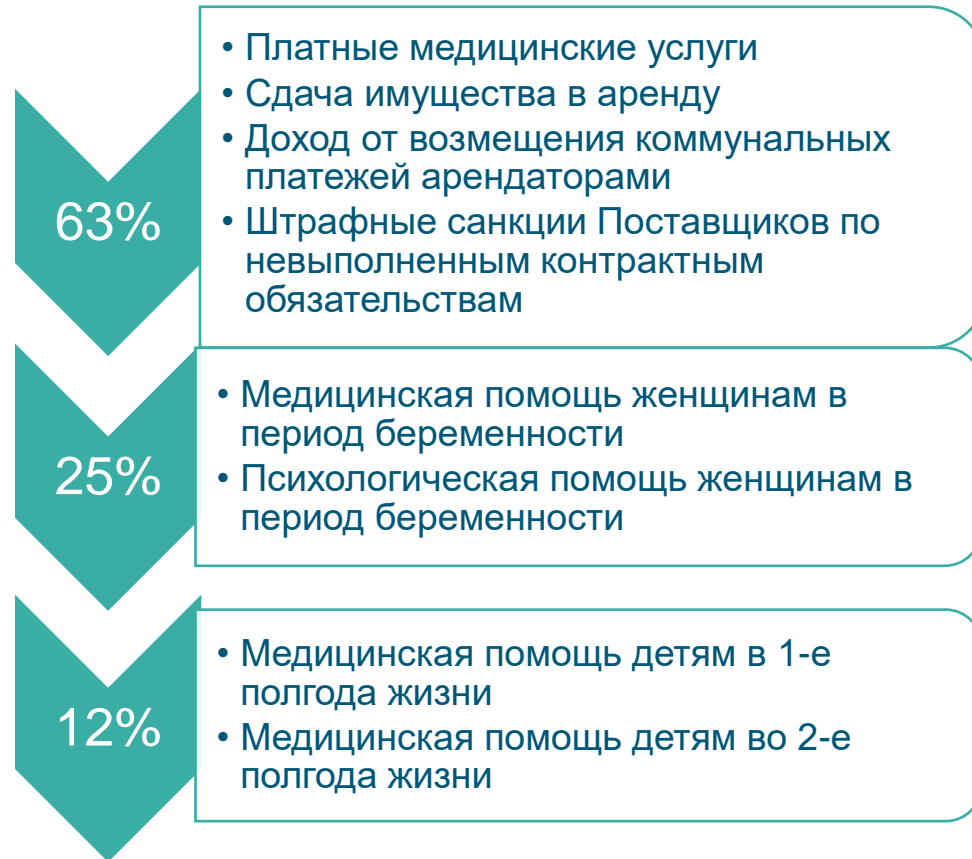 63%
• Платные медицинские услуги
• Сдача имущества в аренду
• Доход от возмещения коммунальных
платежей арендаторами
• Штрафные санкции Поставщиков по
невыполненным контрактным
обязательствам
25%
• Медицинская помощь женщинам в
период беременности
• Психологическая помощь женщинам в
период беременности
12%
• Медицинская помощь детям в 1-е
полгода жизни
• Медицинская помощь детям во 2-е
полгода жизни